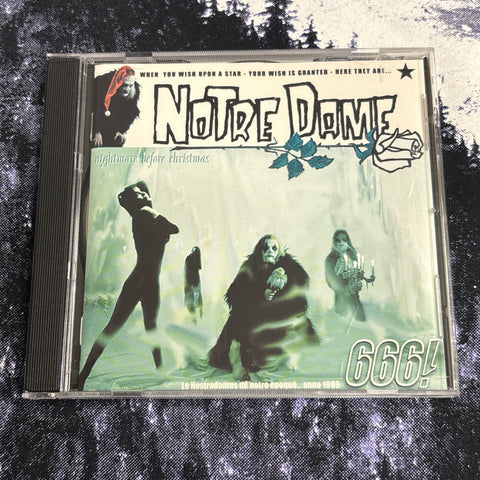 WHEN YOU WISH UPON A STAR - YOUR WISH IS GRANTED - HERE THEY ARE...
NOTRE DAME
nightmare before christmas
666!
Le Nostradamus de notre epoque... anno 1999